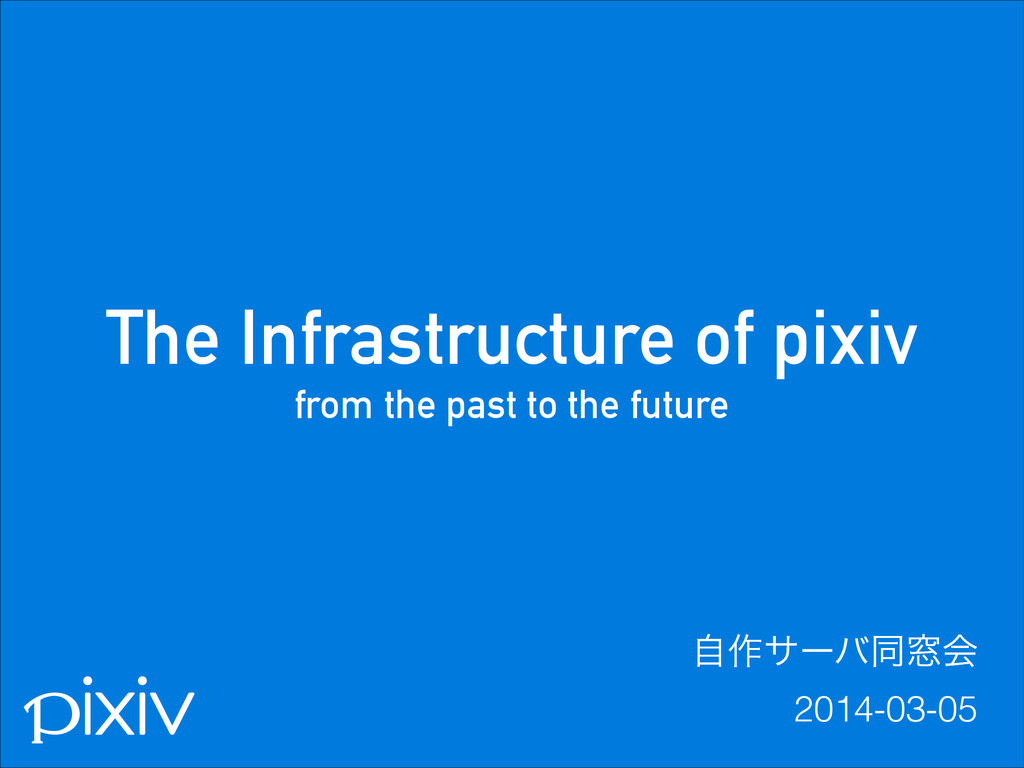 The Infrastructure of pixiv
from the past to the future
自作サーバ同窓会
2014-03-05
pixiv